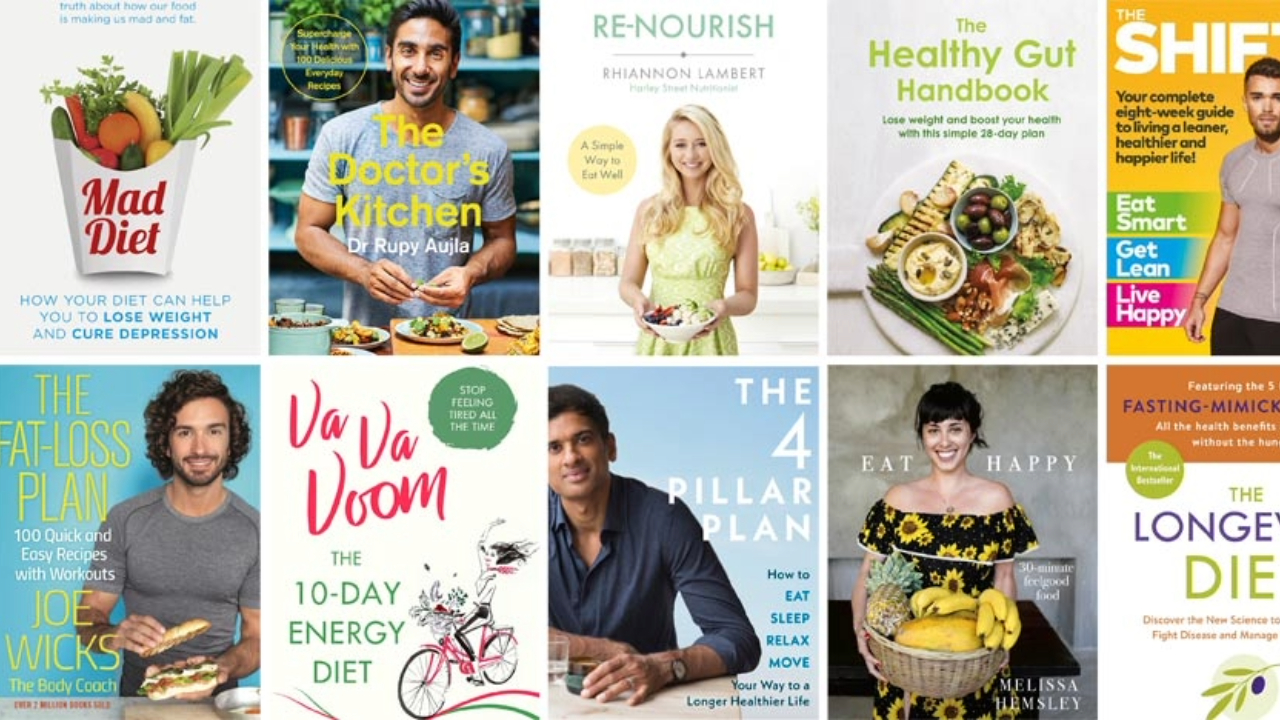 truth about how our food
is making us mad and fat.
Mad
Diet
HOW YOUR DIET CAN HELP
YOU TO LOSE WEIGHT
AND CURE DEPRESSION
Supercharge
Your Health with
100 Delicious
Everyday
Recipes
The
Doctor's
Kitchen
Dr Rupy Aujla
RE-NOURISH
RHIANNON LAMBERT
Harley Street Nutritionist
A Simple
Way to
Eat Well
The
Healthy Gut
Handbook
Lose weight and boost your health
with this simple 28-day plan
THE
SHIFT
Your complete
eight-week guide
to living a leaner,
healthier and
happier life!
Eat
Smart
Get
Lean
Live
Happy
THE
FAT-LOSS
PLAN
100 Quick and
Easy Recipes
with Workouts
JOE
WICKS
The Body Coach
OVER 2 MILLION BOOKS SOLD
Va
Va
Voom
STOP
FEELING
TIRED ALL
THE TIME
THE
10-DAY
ENERGY
DIET
THE
4
PILLAR
PLAN
How to
EAT
SLEEP
RELAX
MOVE
Your Way to a
Longer Healthier Life
EAT HAPPY
30-minute
feelgood
food
MELISSA
HEMSLEY
Featuring the 5
FASTING-MIMICK
All the health benefits
without the hun
The
International
Bestseller
THE
LONGEV
DIE
Discover the New Science to
Fight Disease and Manage